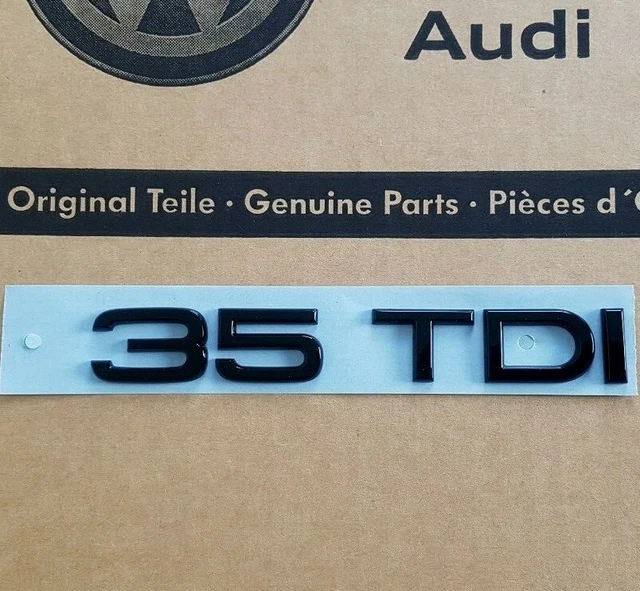 Audi
Original Teile · Genuine Parts · Pièces d´
35 TDI